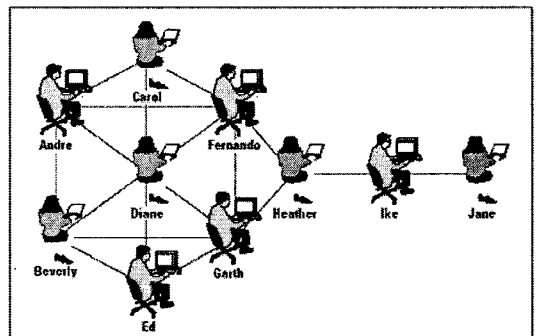 Carol
Andre
Fernando
Diane
Heather
Ike
Jane
Beverly
Garth
Ed